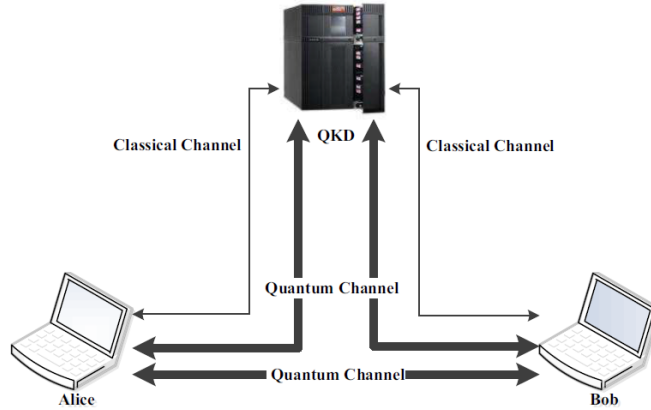 QKD
Classical Channel
Classical Channel
Quantum Channel
Quantum Channel
Alice
Bob